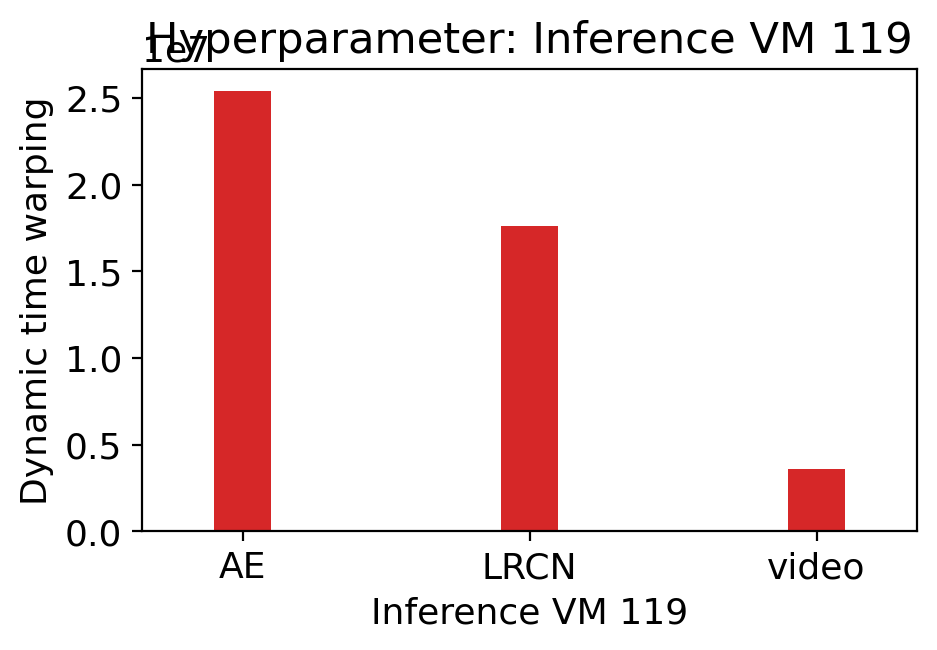 Hyperparameter: Inference VM 119
1e7
Dynamic time warping
2.5
2.0
1.5
1.0
0.5
0.0
AE LRCN video
Inference VM 119